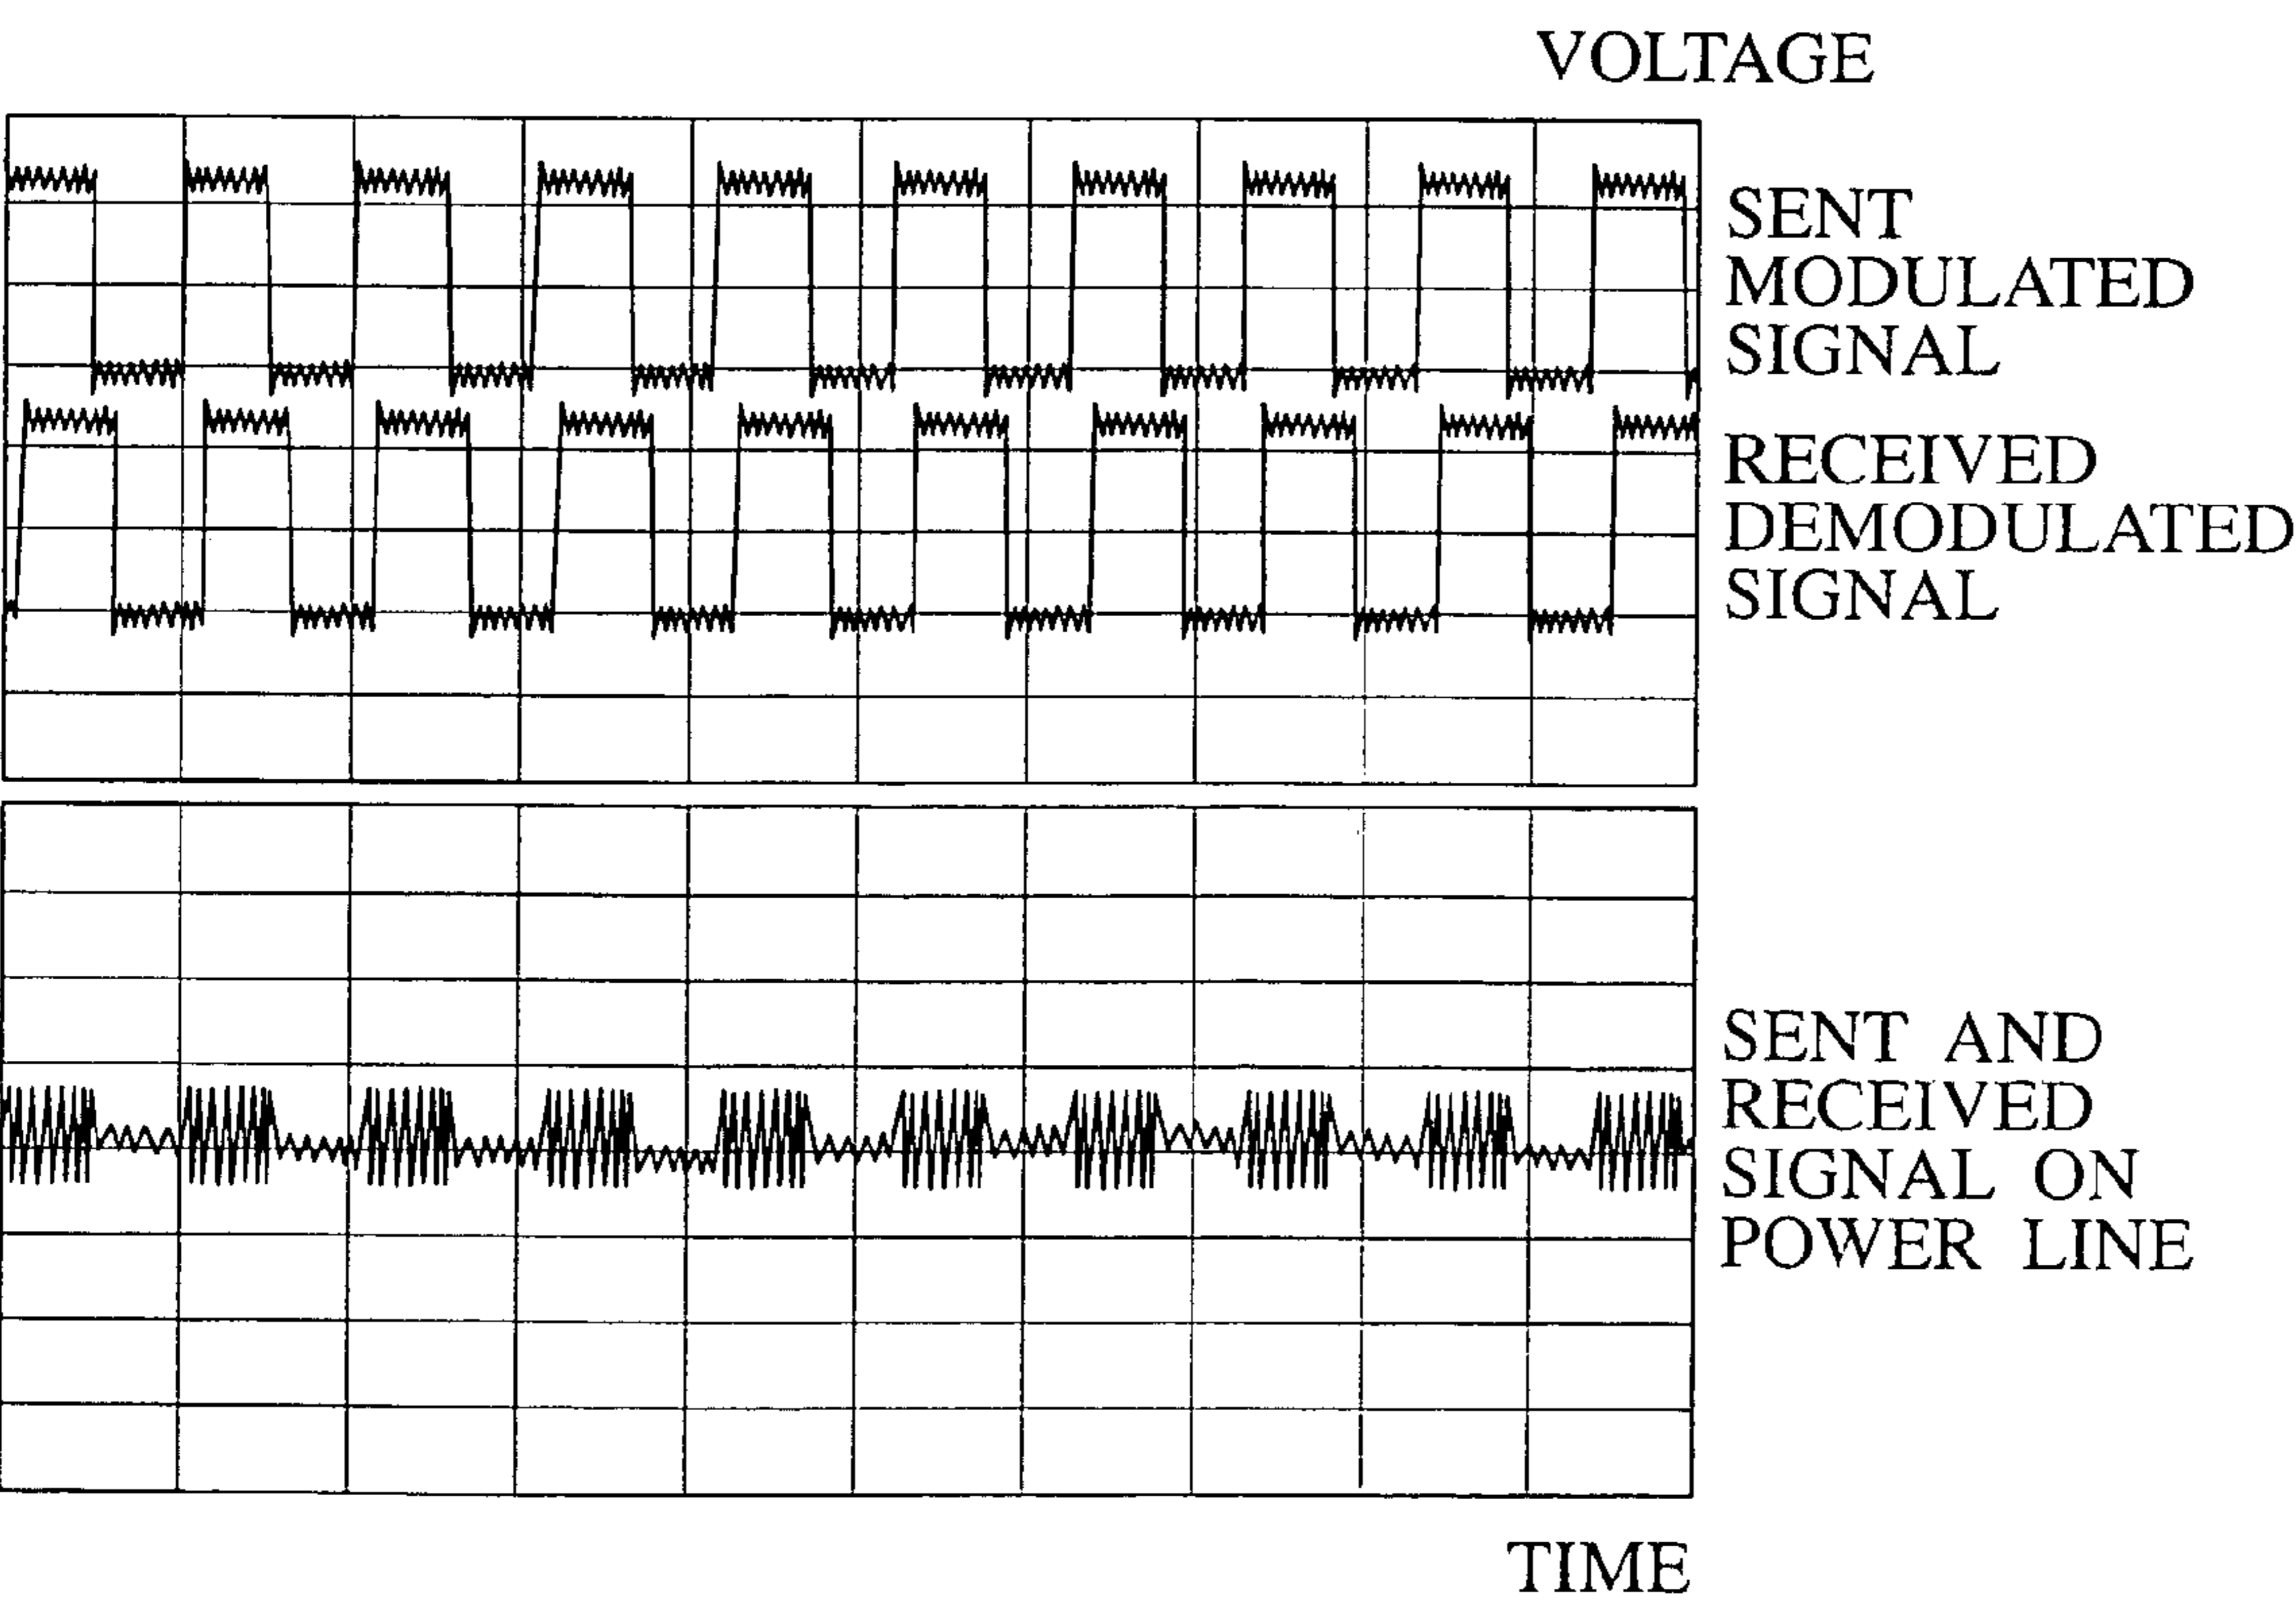 VOLTAGE
SENT
MODULATED
SIGNAL
RECEIVED
DEMODULATED
SIGNAL
SENT AND
RECEIVED
SIGNAL ON
POWER LINE
TIME